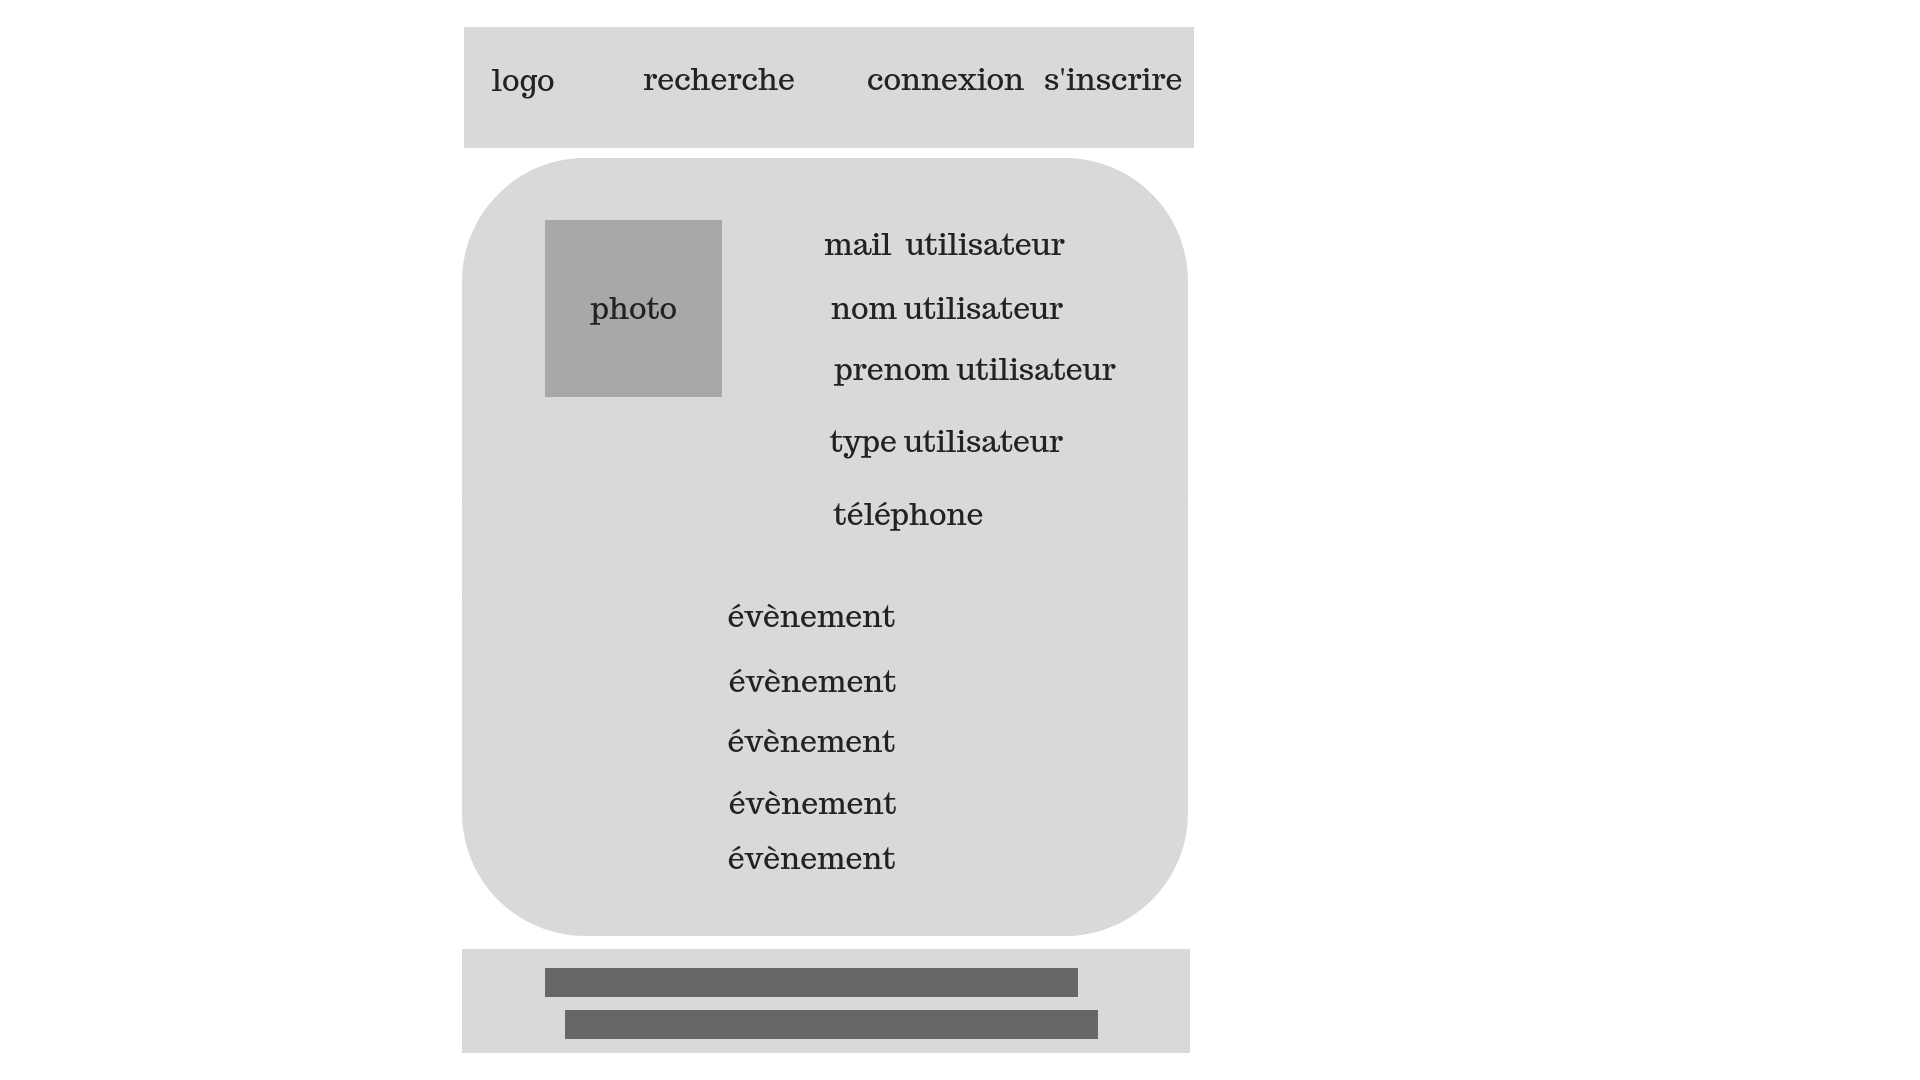 logo recherche connexion s'inscrire
photo
mail utilisateur
nom utilisateur
prenom utilisateur
type utilisateur
téléphone
évènement
évènement
évènement
évènement
évènement